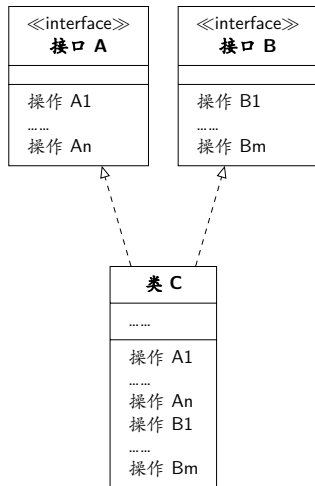 ≪interface≫
接口 A
操作 A1
……
操作 An
≪interface≫
接口 B
操作 B1
……
操作 Bm
类 C
……
操作 A1
……
操作 An
操作 B1
……
操作 Bm